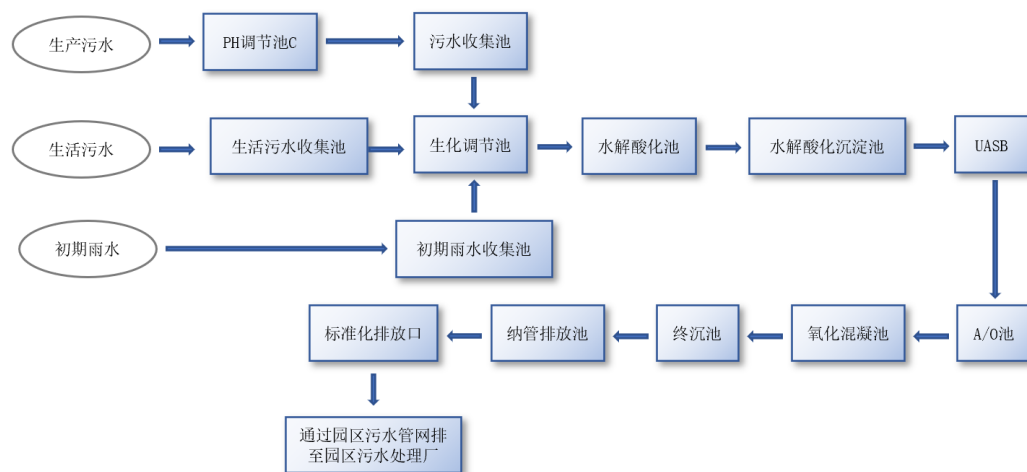 生产污水
PH调节池C
污水收集池
生活污水
生活污水收集池
生化调节池
水解酸化池
水解酸化沉淀池
UASB
初期雨水
初期雨水收集池
标准化排放口
纳管排放池
终沉池
氧化混凝池
A/O池
通过园区污水管网排
至园区污水处理厂